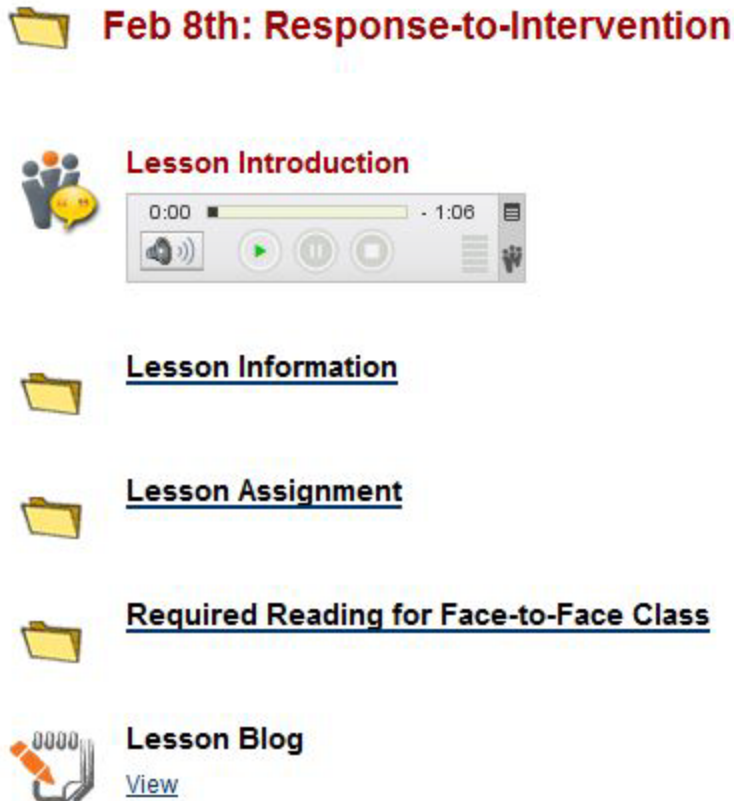 Feb 8th: Response-to-Intervention
Lesson Introduction
0:00 - 1:06
Lesson Information
Lesson Assignment
Required Reading for Face-to-Face Class
Lesson Blog
View